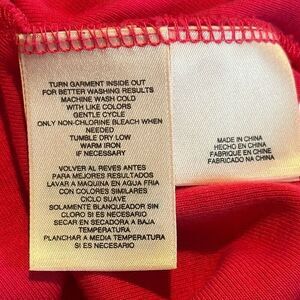 TURN GARMENT INSIDE OUT
FOR BETTER WASHING RESULTS
MACHINE WASH COLD
WITH LIKE COLORS
GENTLE CYCLE
ONLY NON-CHLORINE BLEACH WHEN
NEEDED
TUMBLE DRY LOW
WARM IRON
IF NECESSARY
VOLVER AL REVES ANTES
PARA MEJORES RESULTADOS
LAVAR A MAQUINA EN AGUA FRIA
CON COLORES SIMILARES
CICLO SUAVE
SOLAMENTE BLANQUEADOR SIN
CLORO SI ES NECESARIO
SECAR EN SECADORA A BAJA
TEMPERATURA
PLANCHAR A MEDIA TEMPERATURA
SI ES NECESARIO
MADE IN CHINA
HECHO EN CHINA
FABRIQUE EN CHINE
FABRICADO NA CHINA